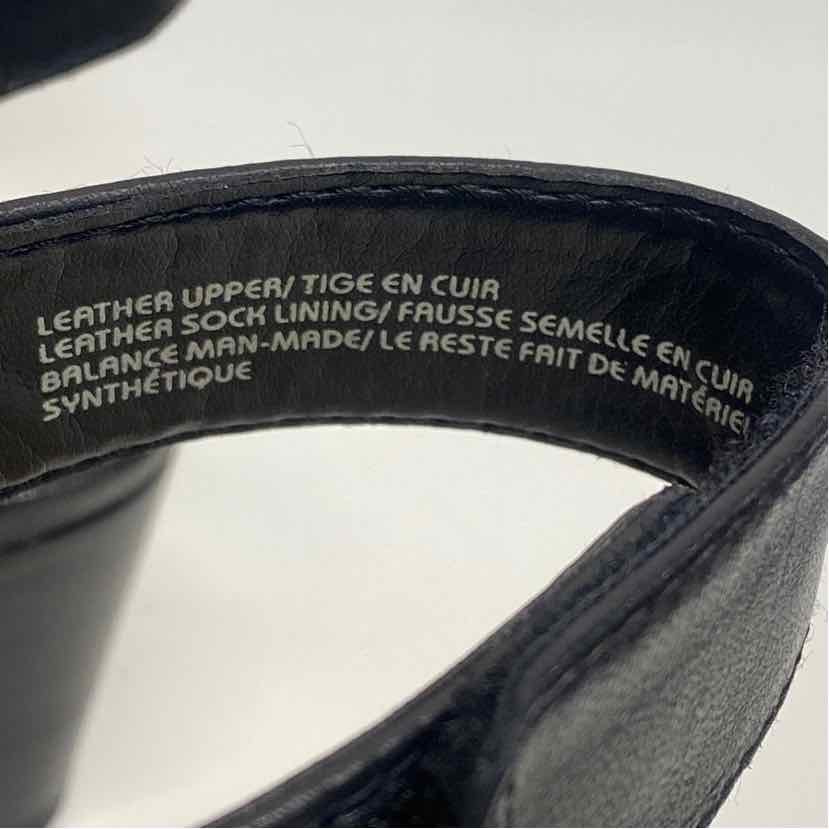 LEATHER UPPER/ TIGE EN CUIR
LEATHER SOCK LINING/ FAUSSE SEMELLE EN CUIR
BALANCE MAN-MADE/ LE RESTE FAIT DE MATÉRIEL
SYNTHÉTIQUE